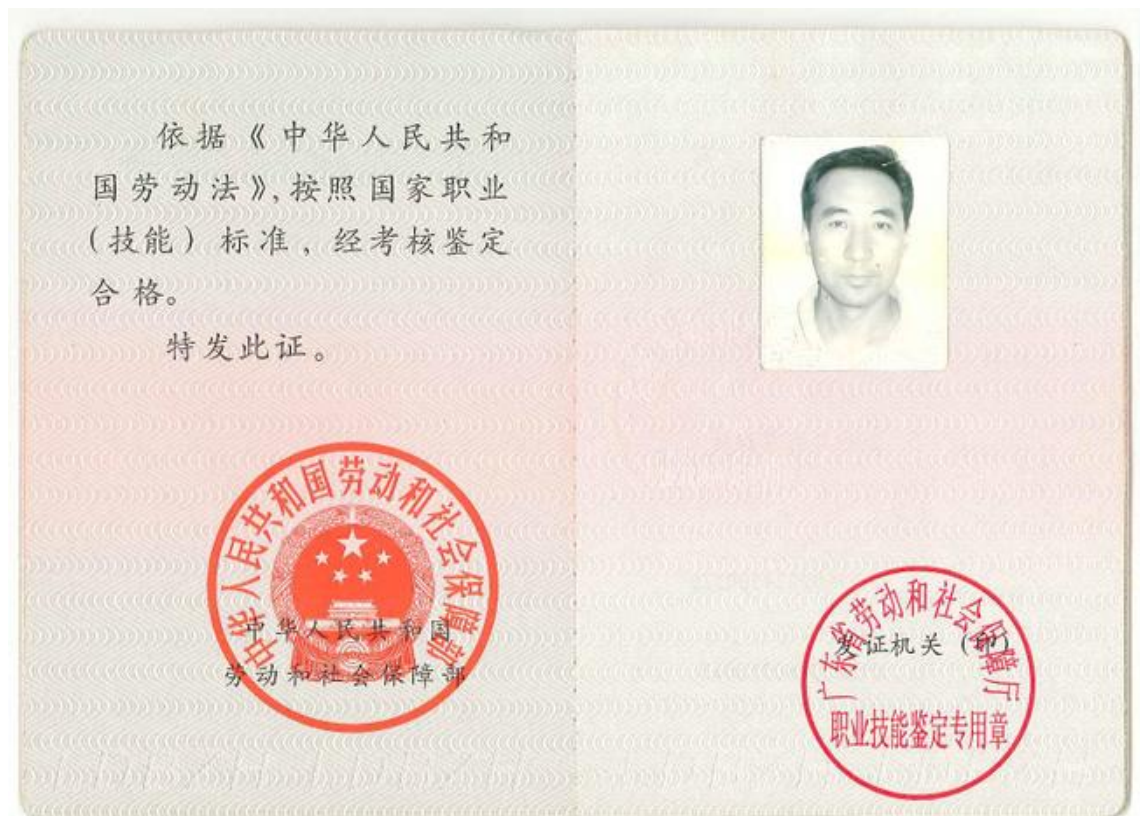 依据《中华人民共和
国劳动法》,按照国家职业
(技能)标准,经考核鉴定
合格。
特发此证。
中华人民共和国劳动和社会保障部
中华人民共和国
劳动和社会保障部
广东省劳动和社会保障厅
发证机关(印)
职业技能鉴定专用章